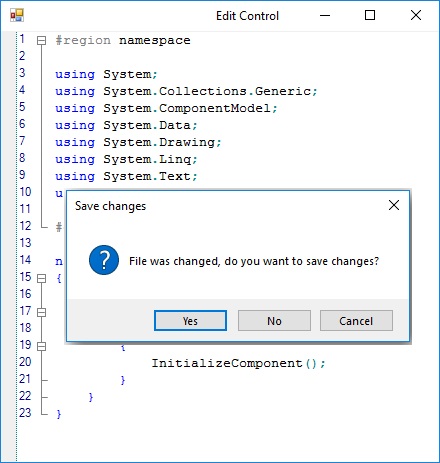 Edit Control
1 #region namespace
2
3 using System;
4 using System.Collections.Generic;
5 using System.ComponentModel;
6 using System.Data;
7 using System.Drawing;
8 using System.Linq;
9 using System.Text;
10 u
11
12 #
13
14 n
15 {
16
17
18
19 {
20 InitializeComponent();
21 }
22 }
23 }
Save changes
File was changed, do you want to save changes?
Yes No Cancel